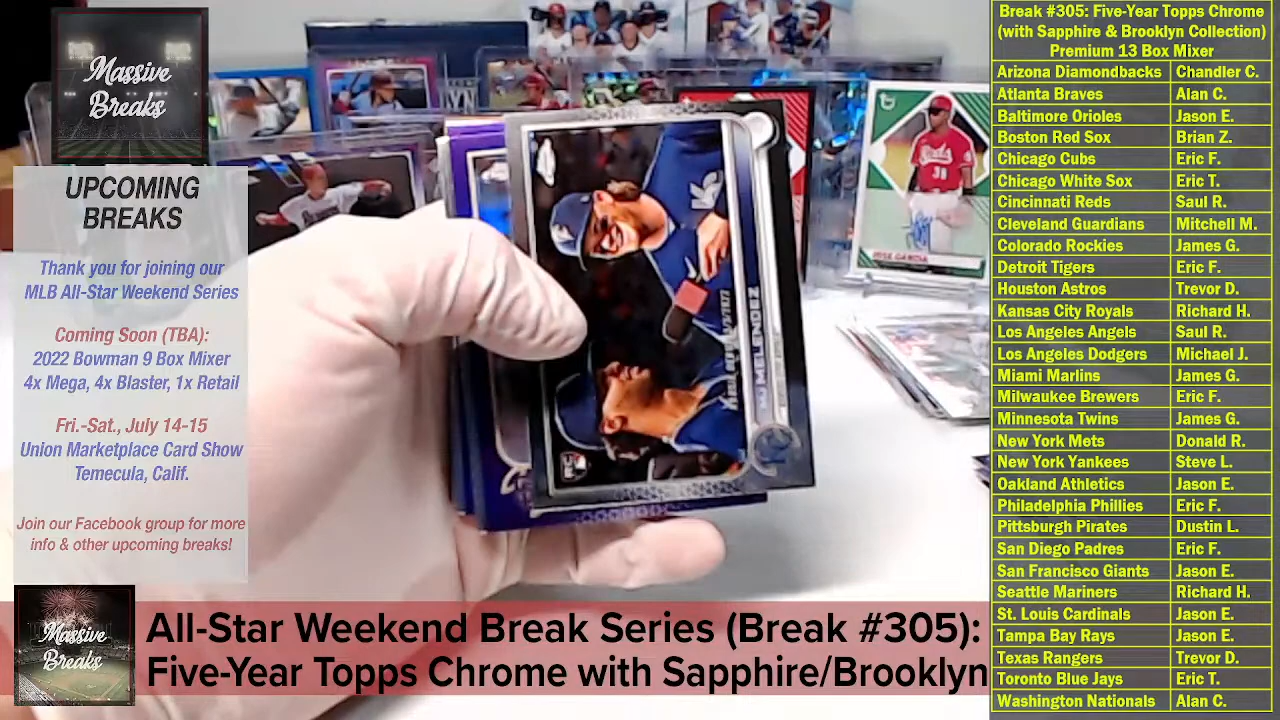 Massive
Breaks
UPCOMING
BREAKS
Thank you for joining our
MLB All-Star Weekend Series
Coming Soon (TBA):
2022 Bowman 9 Box Mixer
4x Mega, 4x Blaster, 1x Retail
Fri.-Sat., July 14-15
Union Marketplace Card Show
Temecula, Calif.
Join our Facebook group for more
info & other upcoming breaks!
MELENDEZ
RC
Reds
38
JOSE GARCIA
Massive
Breaks
All-Star Weekend Break Series (Break #305):
Five-Year Topps Chrome with Sapphire/Brooklyn
Break #305: Five-Year Topps Chrome
(with Sapphire & Brooklyn Collection)
Premium 13 Box Mixer
Arizona Diamondbacks Chandler C.
Atlanta Braves Alan C.
Baltimore Orioles Jason E.
Boston Red Sox Brian Z.
Chicago Cubs Eric F.
Chicago White Sox Eric T.
Cincinnati Reds Saul R.
Cleveland Guardians Mitchell M.
Colorado Rockies James G.
Detroit Tigers Eric F.
Houston Astros Trevor D.
Kansas City Royals Richard H.
Los Angeles Angels Saul R.
Los Angeles Dodgers Michael J.
Miami Marlins James G.
Milwaukee Brewers Eric F.
Minnesota Twins James G.
New York Mets Donald R.
New York Yankees Steve L.
Oakland Athletics Jason E.
Philadelphia Phillies Eric F.
Pittsburgh Pirates Dustin L.
San Diego Padres Eric F.
San Francisco Giants Jason E.
Seattle Mariners Richard H.
St. Louis Cardinals Jason E.
Tampa Bay Rays Jason E.
Texas Rangers Trevor D.
Toronto Blue Jays Eric T.
Washington Nationals Alan C.